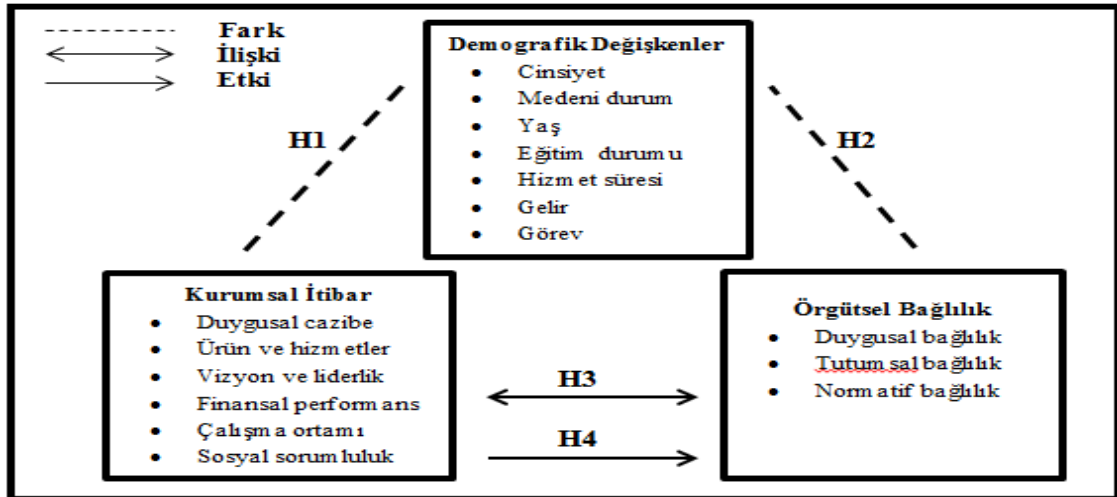 Fark
İlişki
Etki
Demografik Değişkenler
Cinsiyet
Medeni durum
Yaş
Eğitim durumu
Hizmet süresi
Gelir
Görev
H1
H2
Kurumsal İtibar
Duygusal cazibe
Ürün ve hizmetler
Vizyon ve liderlik
Finansal performans
Çalışma ortamı
Sosyal sorumluluk
H3
H4
Örgütsel Bağlılık
Duygusal bağlılık
Tutumsal bağlılık
Normatif bağlılık